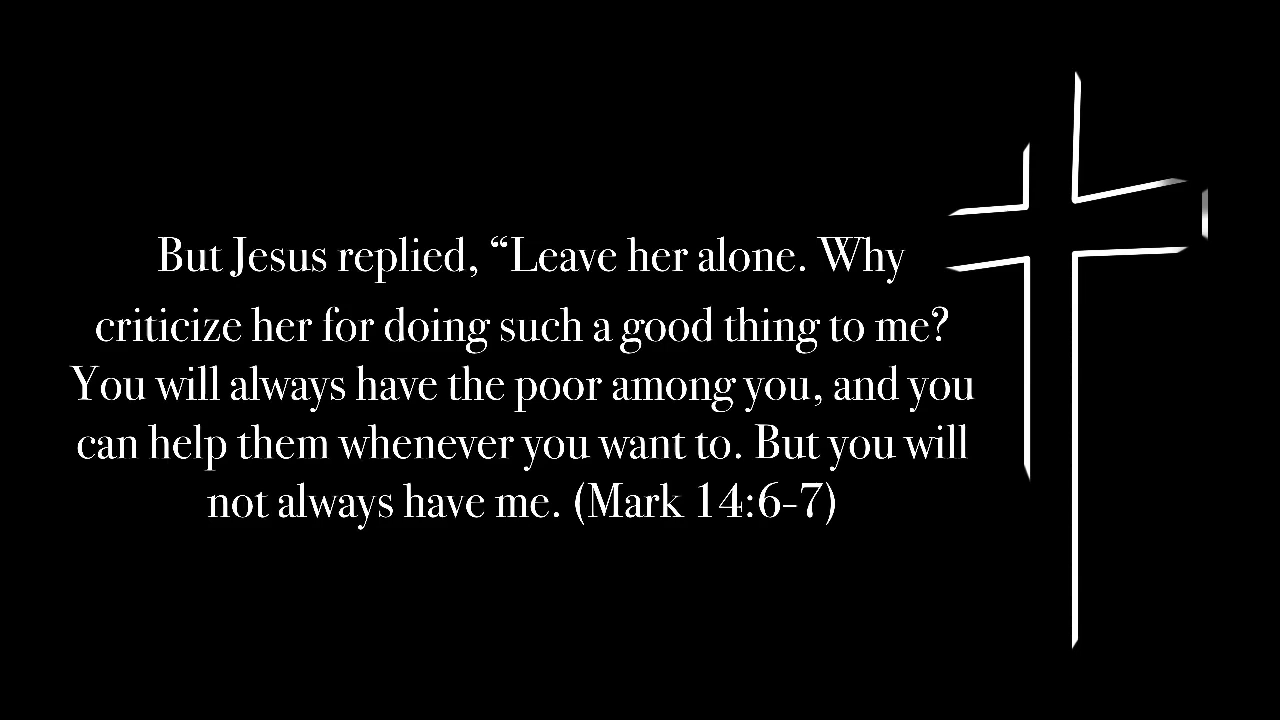 But Jesus replied, “Leave her alone. Why
criticize her for doing such a good thing to me?
You will always have the poor among you, and you
can help them whenever you want to. But you will
not always have me. (Mark 14:6-7)